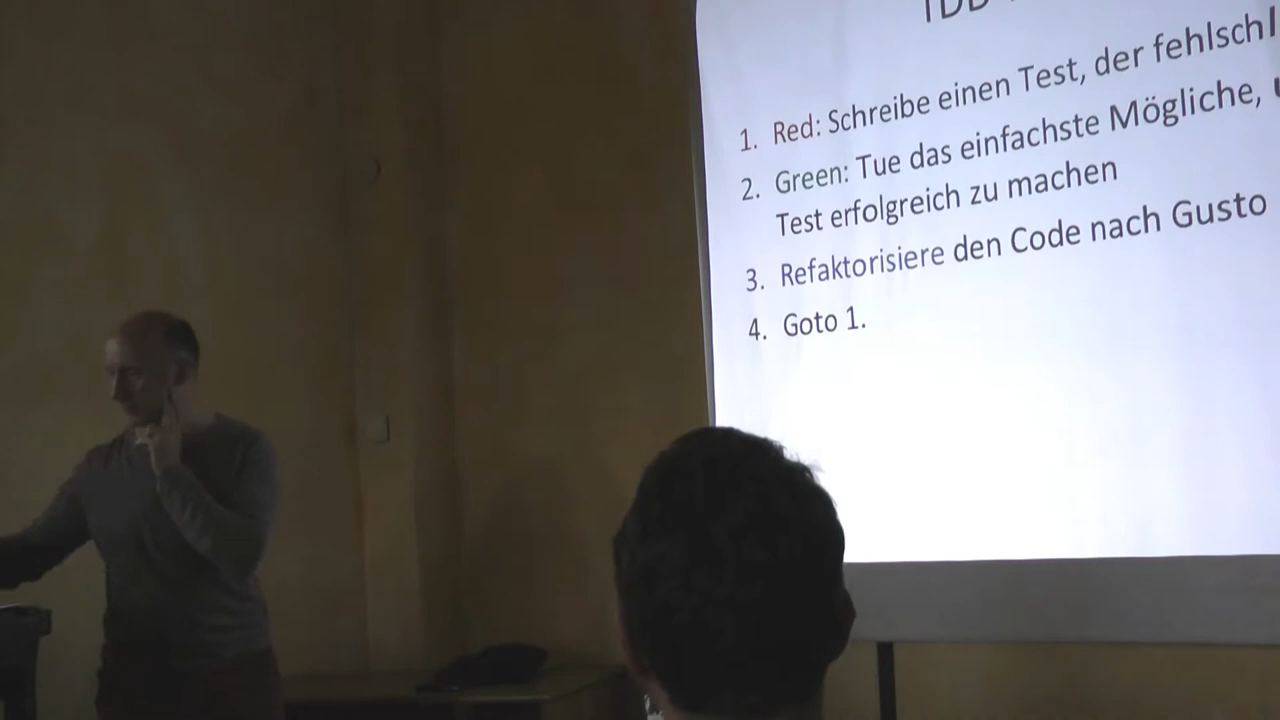 TDD
1. Red: Schreibe einen Test, der fehlschl
2. Green: Tue das einfachste Mögliche, u
Test erfolgreich zu machen
3. Refaktorisiere den Code nach Gusto
4. Goto 1.